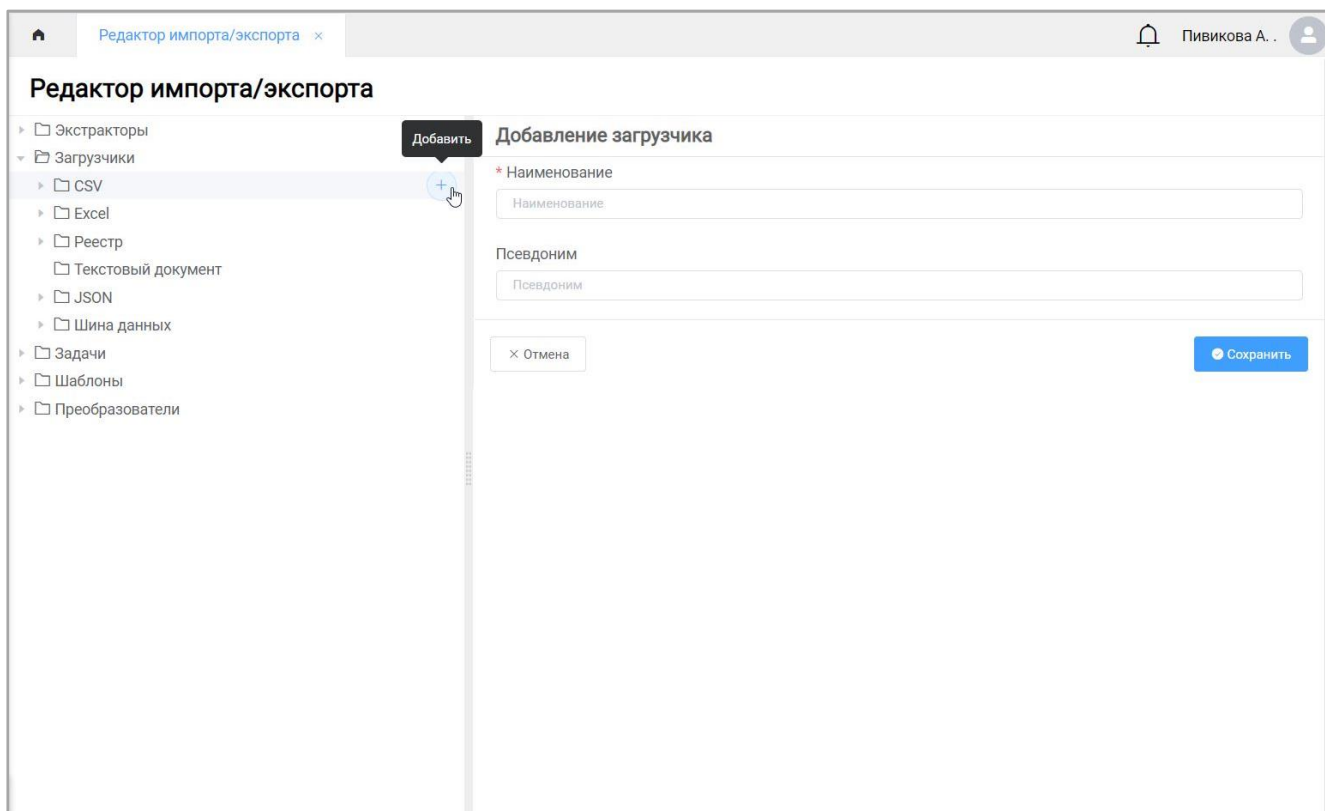 Редактор импорта/экспорта ×
Пивикова А. .
Редактор импорта/экспорта
Экстракторы
Загрузчики
CSV
Excel
Реестр
Текстовый документ
JSON
Шина данных
Задачи
Шаблоны
Преобразователи
Добавить
Добавление загрузчика
* Наименование
Наименование
Псевдоним
Псевдоним
× Отмена
Сохранить